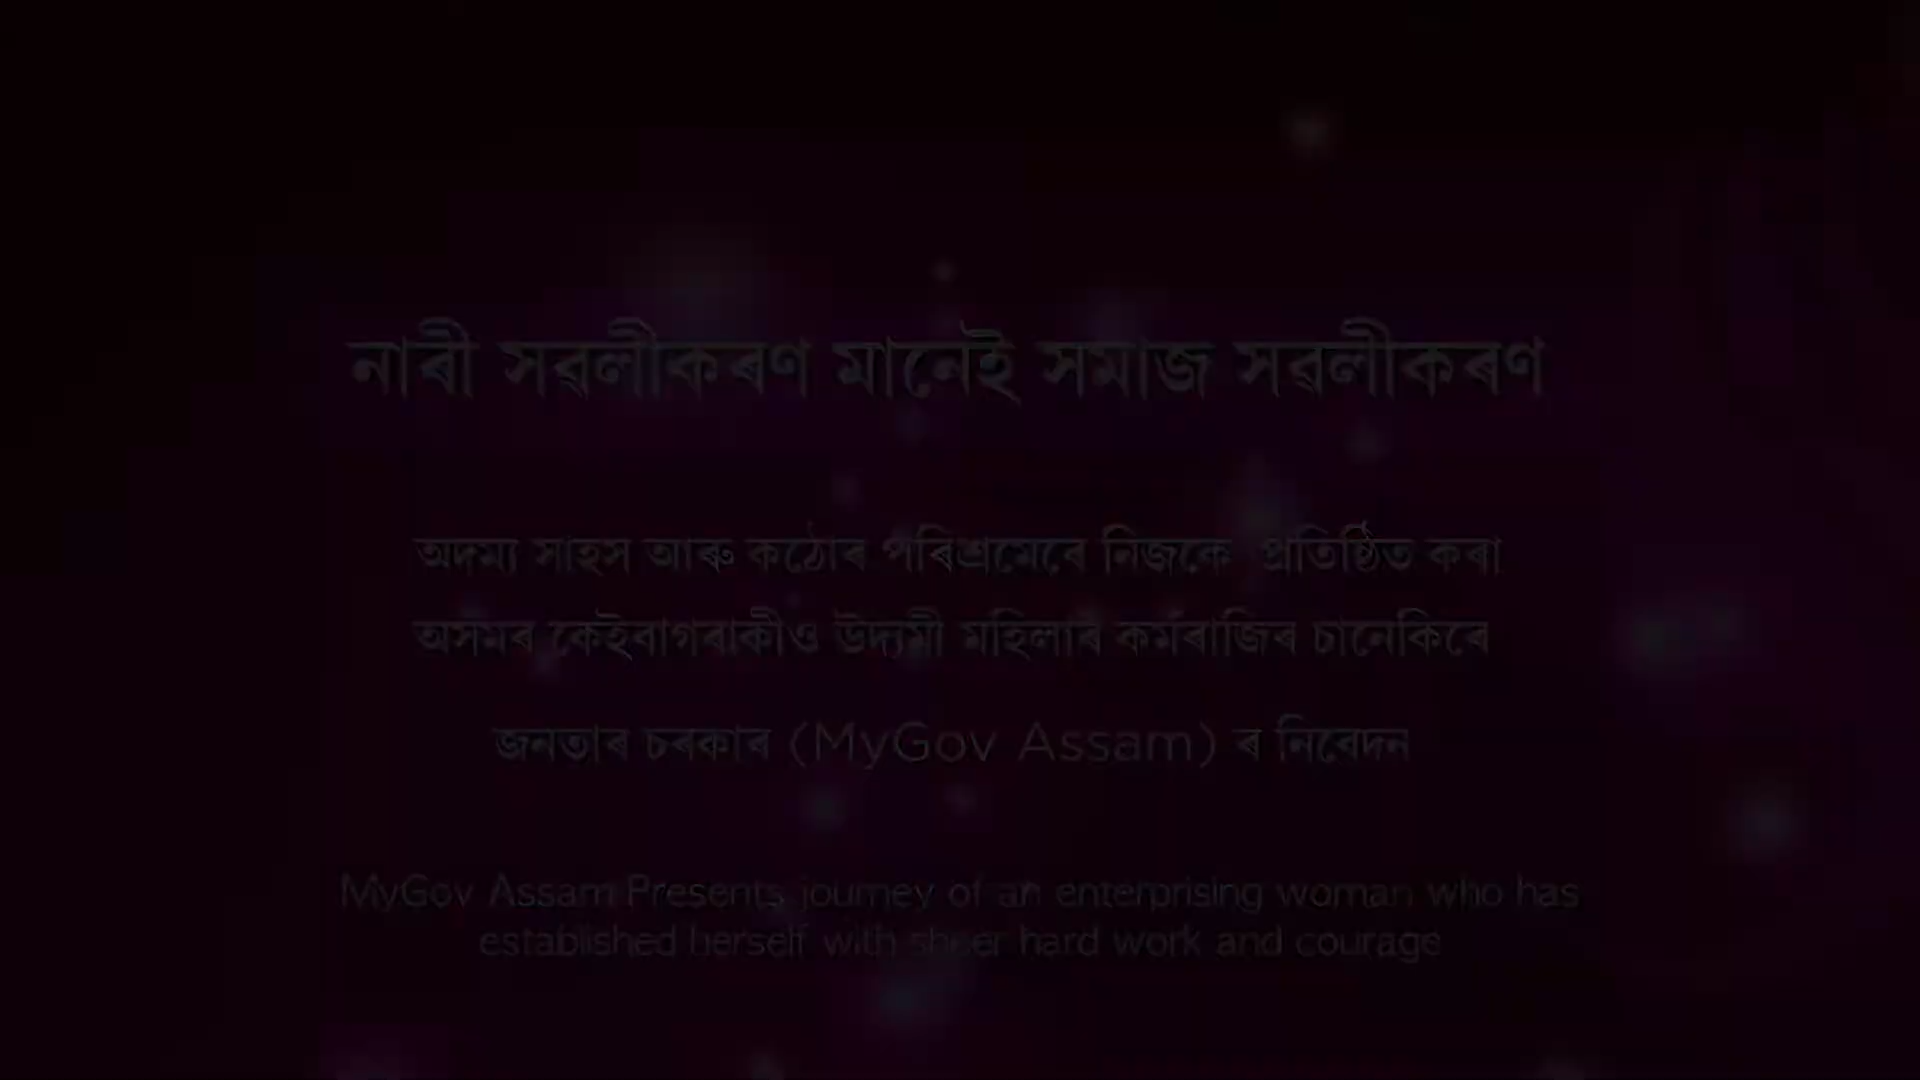 নাৰী সৱলীকৰণ মানেই সমাজ সৱলীকৰণ
অদম্য সাহস আৰু কঠোৰ পৰিশ্ৰমেৰে নিজকে প্ৰতিষ্ঠিত কৰা
অসমৰ কেইবাগৰাকীও উদ্যমী মহিলাৰ কৰ্মৰাজিৰ চানেকিৰে
জনতাৰ চৰকাৰ (MyGov Assam) ৰ নিবেদন
MyGov Assam Presents journey of an enterprising woman who has
established herself with sheer hard work and courage